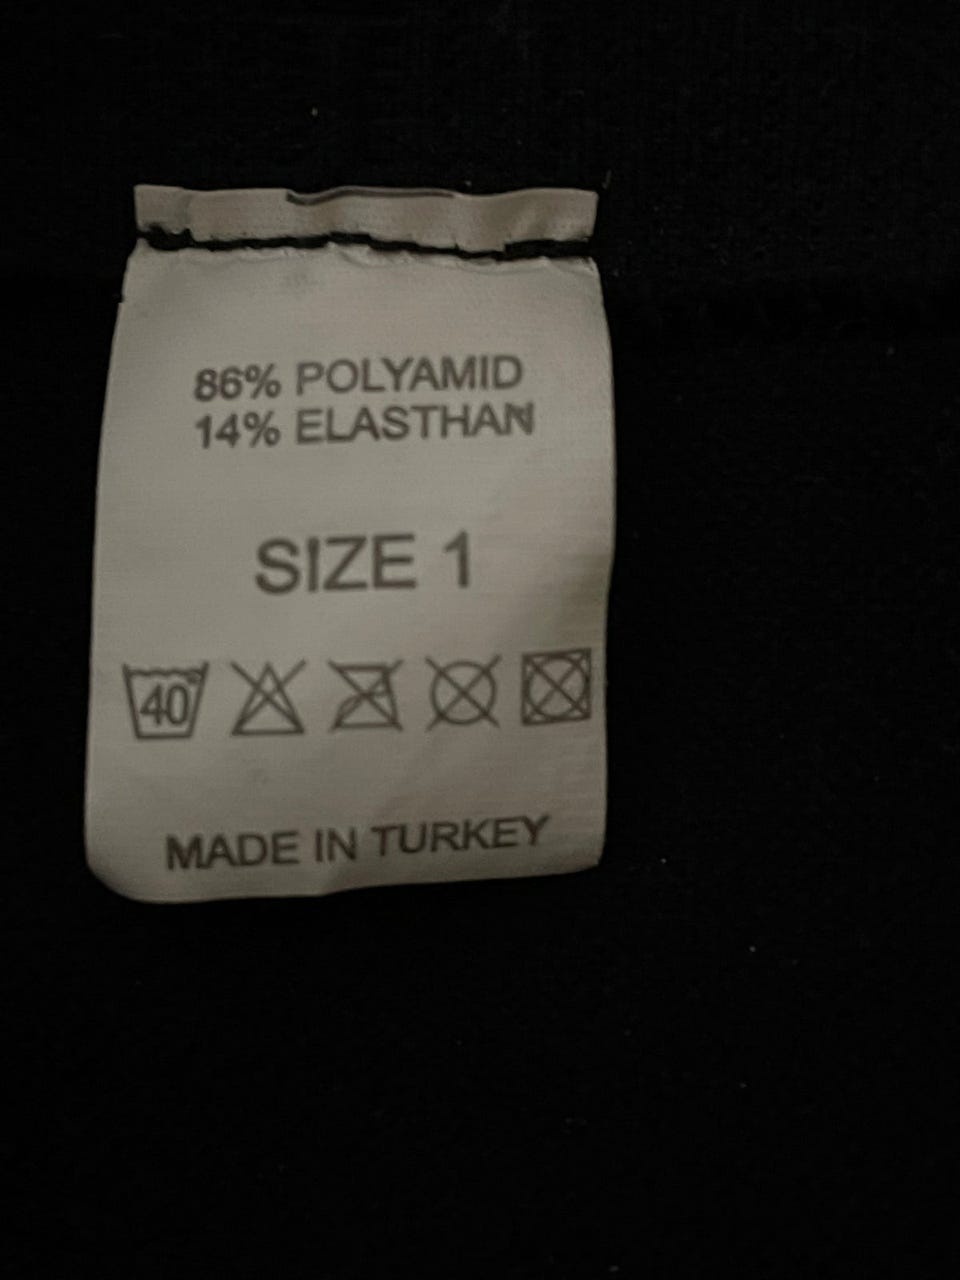 86% POLYAMID
14% ELASTHAN
SIZE 1
40°
MADE IN TURKEY